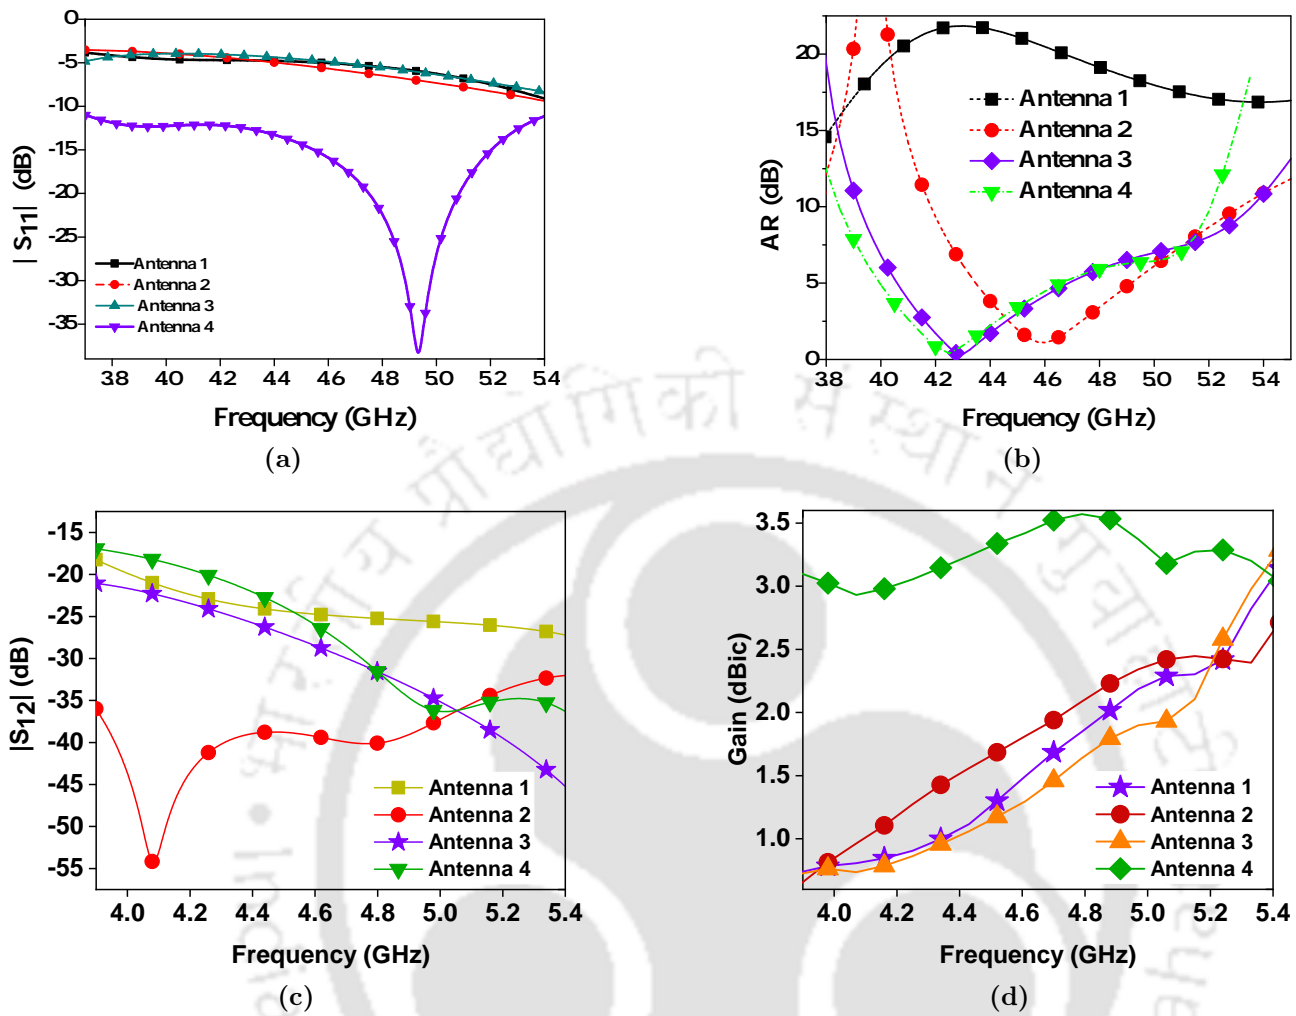 0
-5
-10
-15
-20
-25
-30
-35
38 40 42 44 46 48 50 52 54
|S11| (dB)
Frequency (GHz)
Antenna 1
Antenna 2
Antenna 3
Antenna 4
(a)
20
15
10
5
0
38 40 42 44 46 48 50 52 54
AR (dB)
Frequency (GHz)
Antenna 1
Antenna 2
Antenna 3
Antenna 4
(b)
-15
-20
-25
-30
-35
-40
-45
-50
-55
4.0 4.2 4.4 4.6 4.8 5.0 5.2 5.4
|S12| (dB)
Frequency (GHz)
Antenna 1
Antenna 2
Antenna 3
Antenna 4
(c)
3.5
3.0
2.5
2.0
1.5
1.0
4.0 4.2 4.4 4.6 4.8 5.0 5.2 5.4
Gain (dBic)
Frequency (GHz)
Antenna 1
Antenna 2
Antenna 3
Antenna 4
(d)